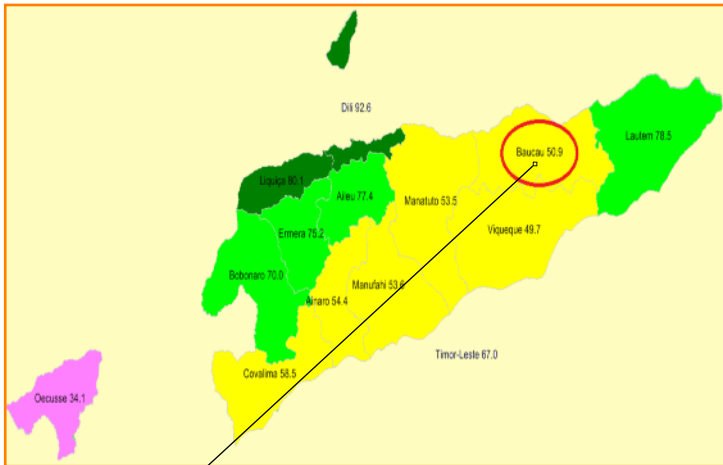 Dili 92.6
Lautem 78.5
Baucau 50.9
Liquiça 80.1
Aileu 77.4
Manatuto 53.5
Viqueque 49.7
Ermera 75.2
Bobonaro 70.0
Manufahi 53.6
Ainaro 54.4
Timor-Leste 67.0
Covalima 58.5
Oecusse 34.1